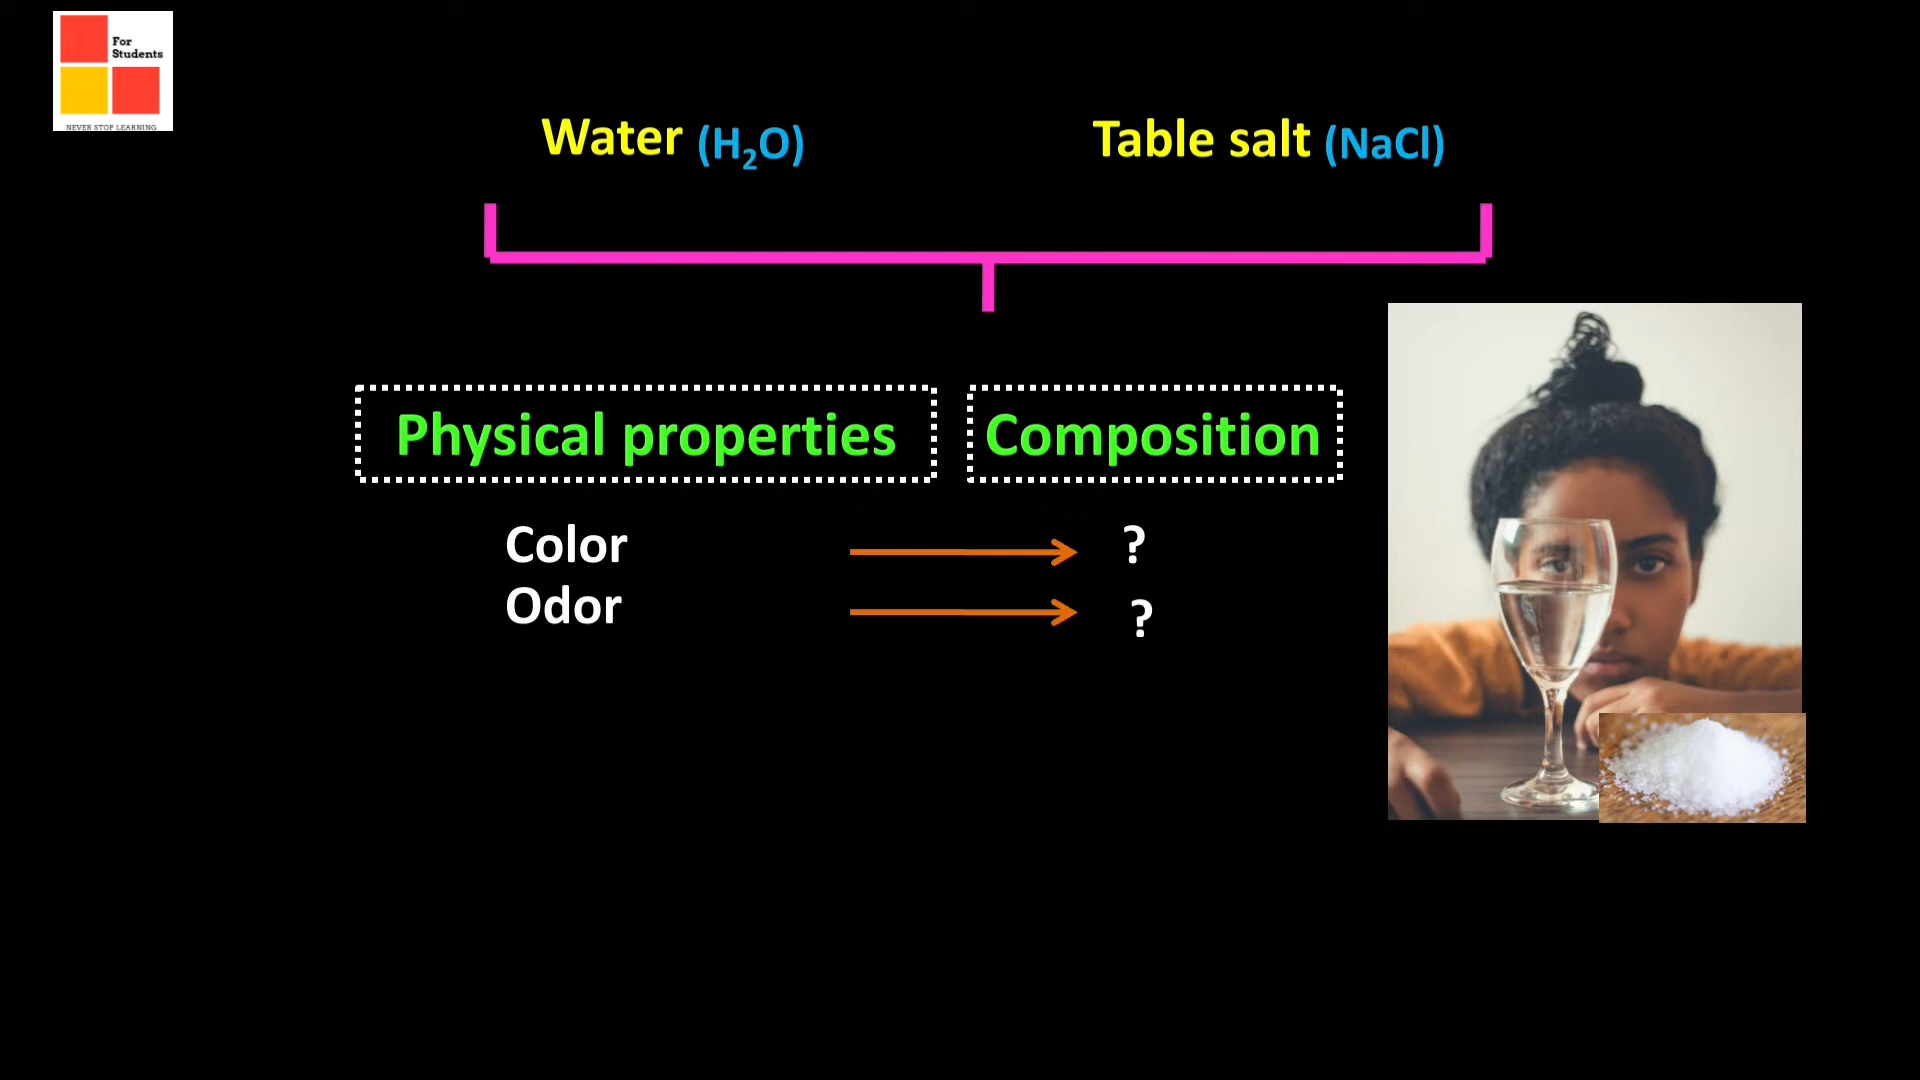 For
Students
NEVER STOP LEARNING
Water (H₂O)
Table salt (NaCl)
Physical properties
Composition
Color
?
Odor
?